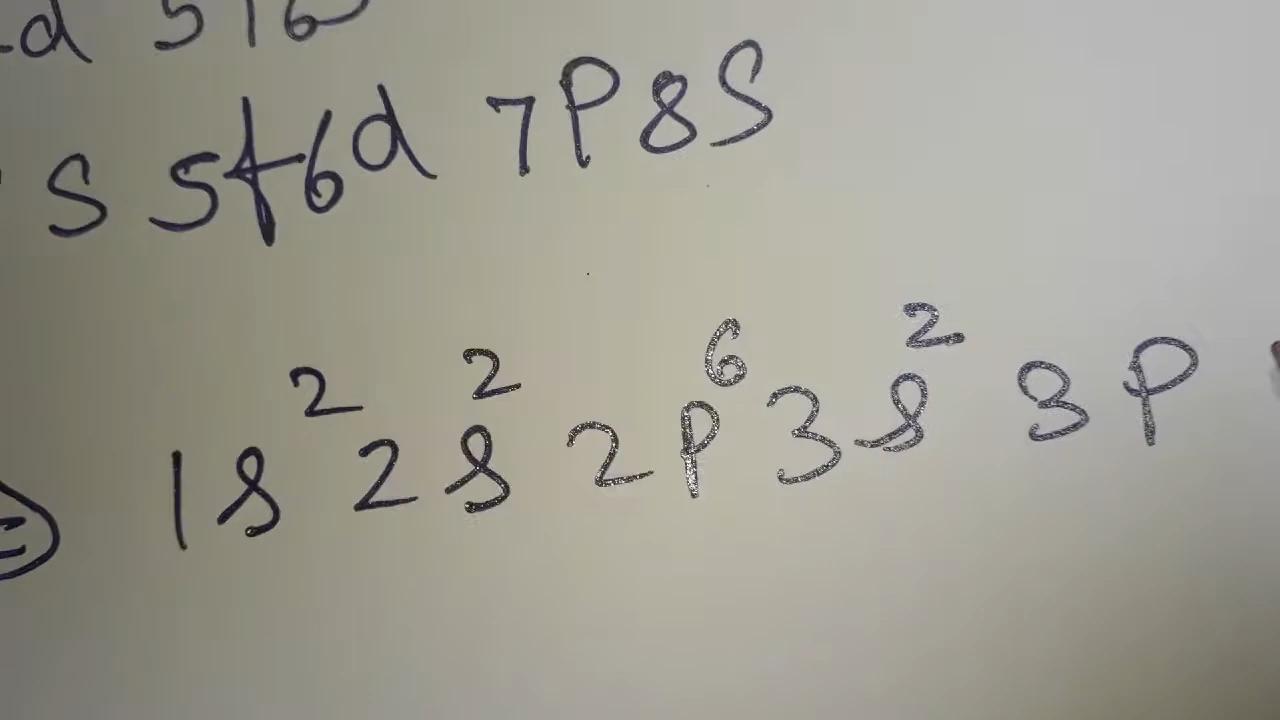 d 5f6
s 5f6d 7p8s
1s² 2s² 2p⁶ 3s² 3p